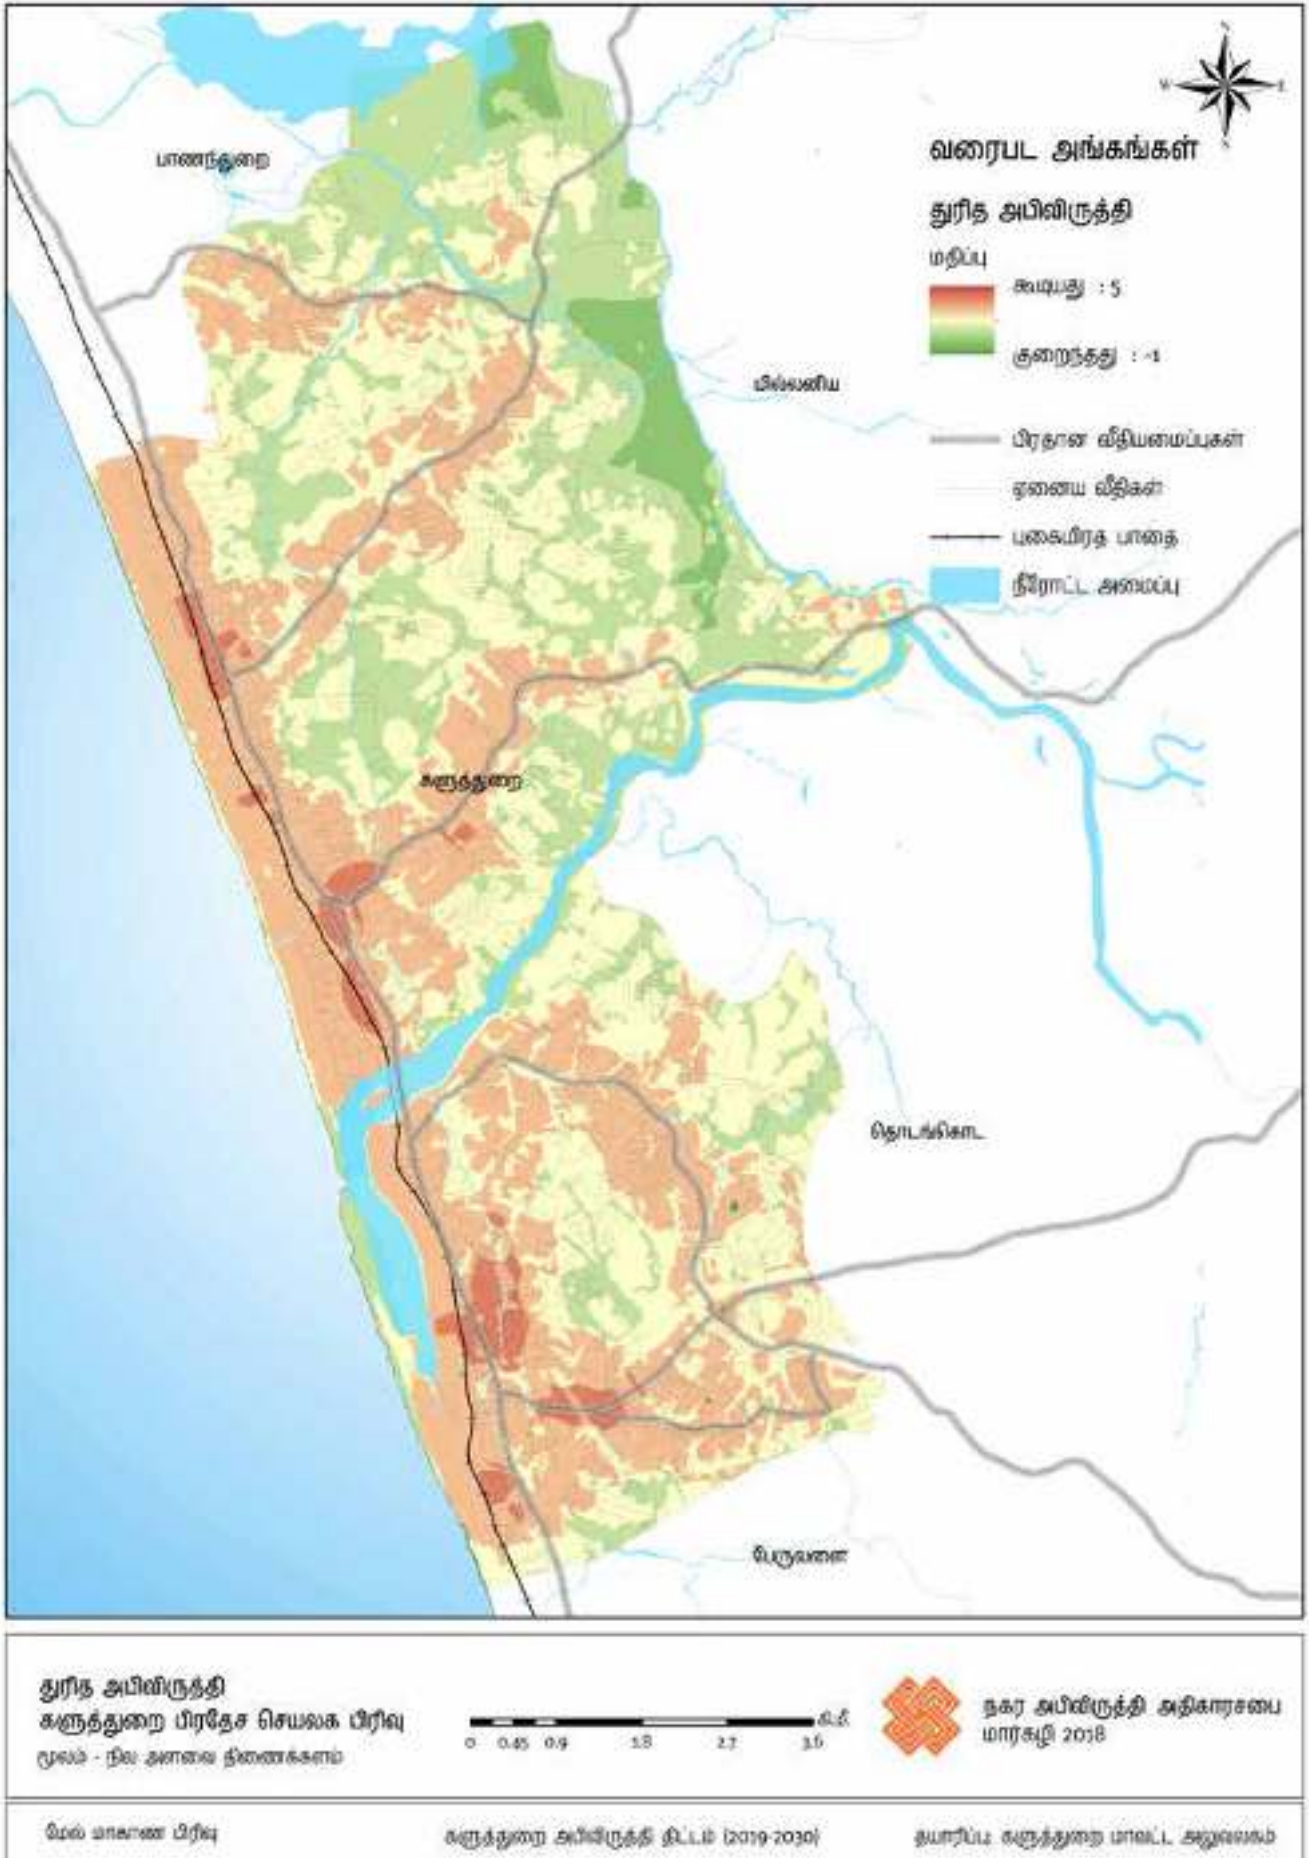 N
W
E
S
வரைபட அங்கங்கள்
துரித அபிவிருத்தி
மதிப்பு
கூடியது : 5
குறைந்தது : -1
பிரதான வீதியமைப்புகள்
ஏனைய வீதிகள்
புகையிரத பாதை
நீரோட்ட அமைப்பு
பாணந்துறை
மில்லனிய
களுத்துறை
தொடங்கொட
பேருவளை
துரித அபிவிருத்தி
களுத்துறை பிரதேச செயலக பிரிவு
மூலம் - நில அளவை திணைக்களம்
கி.மீ
0 0.45 0.9 1.8 2.7 3.6
நகர அபிவிருத்தி அதிகாரசபை
மார்கழி 2018
மேல் மாகாண பிரிவு
களுத்துறை அபிவிருத்தி திட்டம் (2019-2030)
தயாரிப்பு களுத்துறை மாவட்ட அலுவலகம்